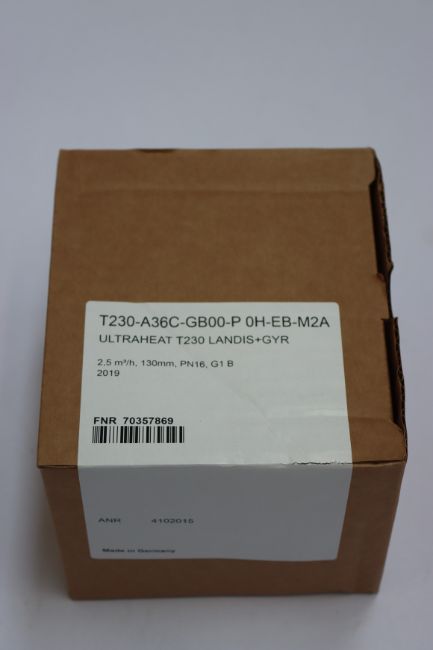 T230-A36C-GB00-P 0H-EB-M2A
ULTRAHEAT T230 LANDIS+GYR
2.5 m³/h, 130mm, PN16, G1 B
2019
FNR 70357869
ANR 4102015
Made in Germany